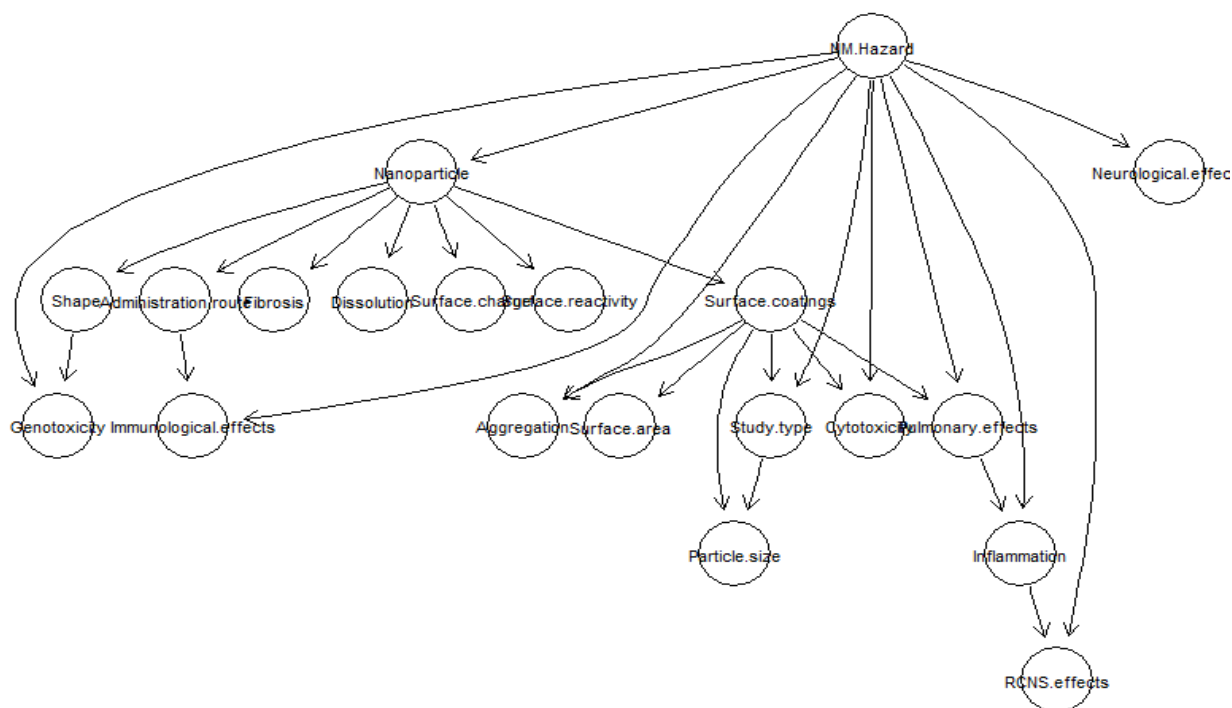 NM.Hazard
Nanoparticle
Neurological.effect
Shape
Administration.route
Fibrosis
Dissolution
Surface.charge
Surface.reactivity
Surface.coatings
Genotoxicity
Immunological.effects
Aggregation
Surface.area
Study.type
Cytotoxicity
Pulmonary.effects
Particle.size
Inflammation
RCNS.effects